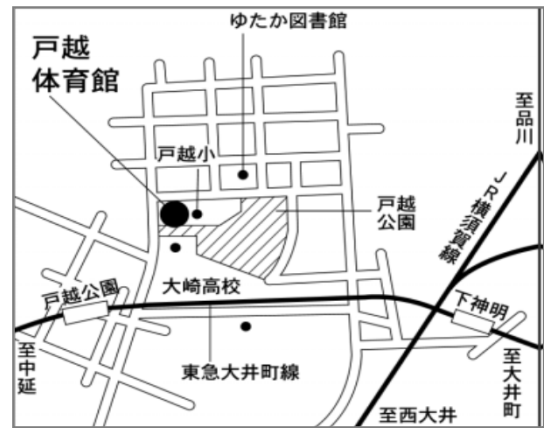 ゆたか図書館
戸越
体育館
至品川
戸越小
JR横須賀線
戸越
公園
大崎高校
戸越公園
下神明
至中延
東急大井町線
至大井町
至西大井